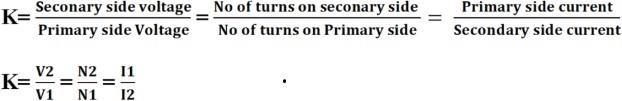 K= Seconary side voltage / Primary side Voltage = No of turns on seconary side / No of turns on Primary side = Primary side current / Secondary side current
K= V2 / V1 = N2 / N1 = I1 / I2 .